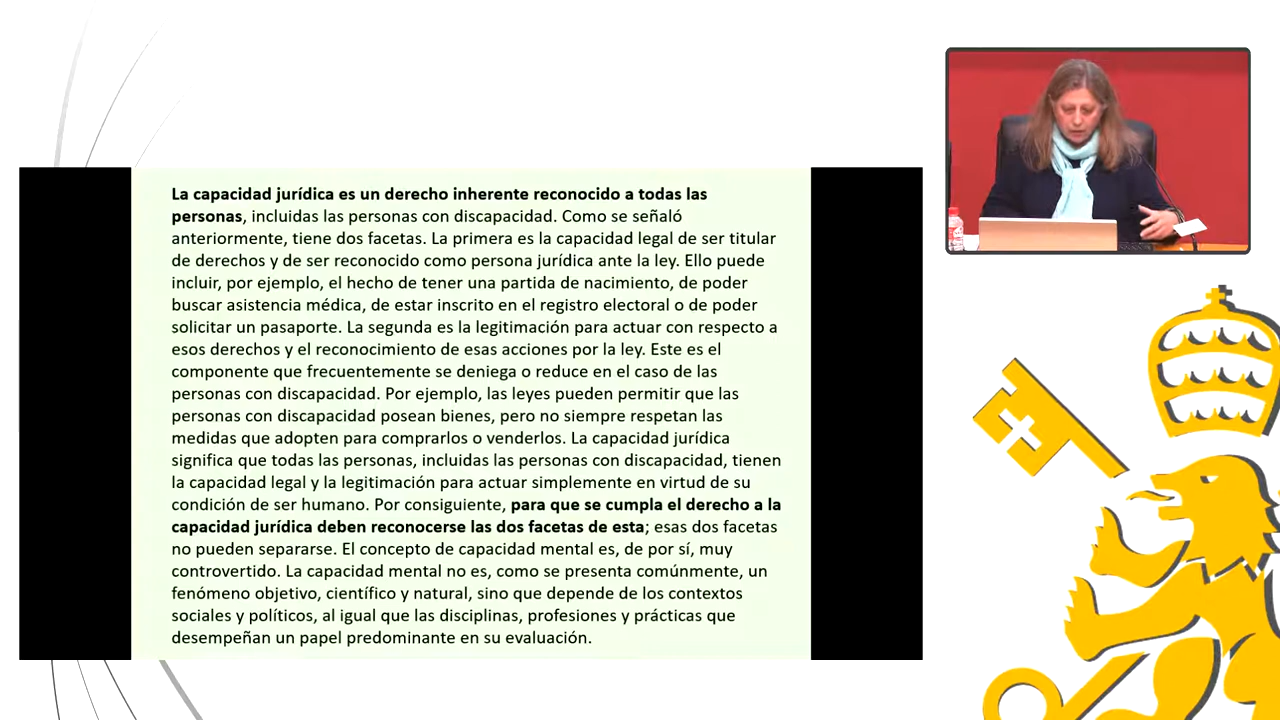 La capacidad jurídica es un derecho inherente reconocido a todas las
personas, incluidas las personas con discapacidad. Como se señaló
anteriormente, tiene dos facetas. La primera es la capacidad legal de ser titular
de derechos y de ser reconocido como persona jurídica ante la ley. Ello puede
incluir, por ejemplo, el hecho de tener una partida de nacimiento, de poder
buscar asistencia médica, de estar inscrito en el registro electoral o de poder
solicitar un pasaporte. La segunda es la legitimación para actuar con respecto a
esos derechos y el reconocimiento de esas acciones por la ley. Este es el
componente que frecuentemente se deniega o reduce en el caso de las
personas con discapacidad. Por ejemplo, las leyes pueden permitir que las
personas con discapacidad posean bienes, pero no siempre respetan las
medidas que adopten para comprarlos o venderlos. La capacidad jurídica
significa que todas las personas, incluidas las personas con discapacidad, tienen
la capacidad legal y la legitimación para actuar simplemente en virtud de su
condición de ser humano. Por consiguiente, para que se cumpla el derecho a la
capacidad jurídica deben reconocerse las dos facetas de esta; esas dos facetas
no pueden separarse. El concepto de capacidad mental es, de por sí, muy
controvertido. La capacidad mental no es, como se presenta comúnmente, un
fenómeno objetivo, científico y natural, sino que depende de los contextos
sociales y políticos, al igual que las disciplinas, profesiones y prácticas que
desempeñan un papel predominante en su evaluación.